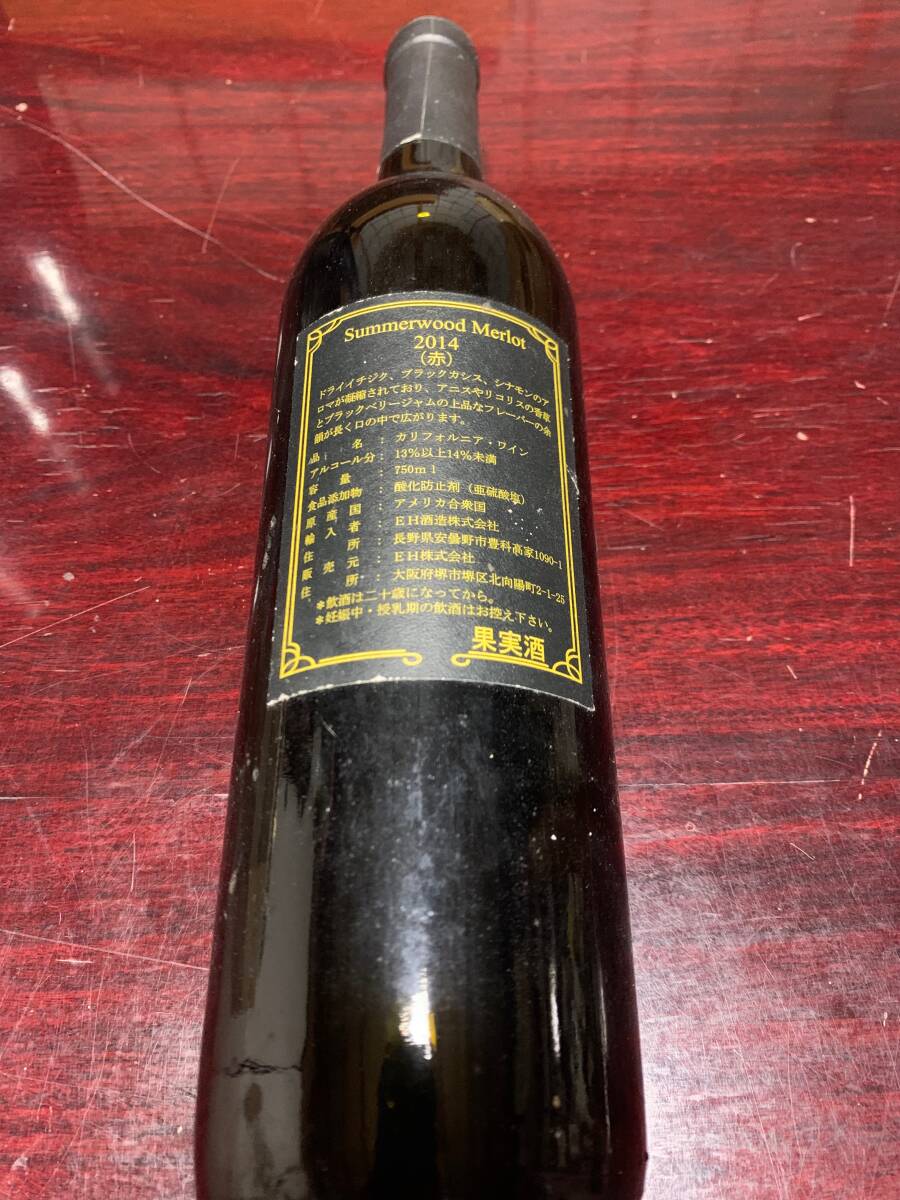 Summerwood Merlot
2014
（赤）
ドライイチジク、ブラックカシス、シナモンのア
ロマが凝縮されており、アニスやリコリスの香草
とブラックベリージャムの上品なフレーバーの余
韻が長く口の中で広がります。
品名：カリフォルニア・ワイン
アルコール分：13％以上14％未満
容量：750ｍｌ
食品添加物：酸化防止剤（亜硫酸塩）
原産国：アメリカ合衆国
輸入者：ＥＨ酒造株式会社
住所：長野県安曇野市豊科高家1090-1
販売元：ＥＨ株式会社
住所：大阪府堺市堺区北向陽町2-1-25
＊飲酒は二十歳になってから。
＊妊娠中・授乳期の飲酒はお控え下さい。
果実酒